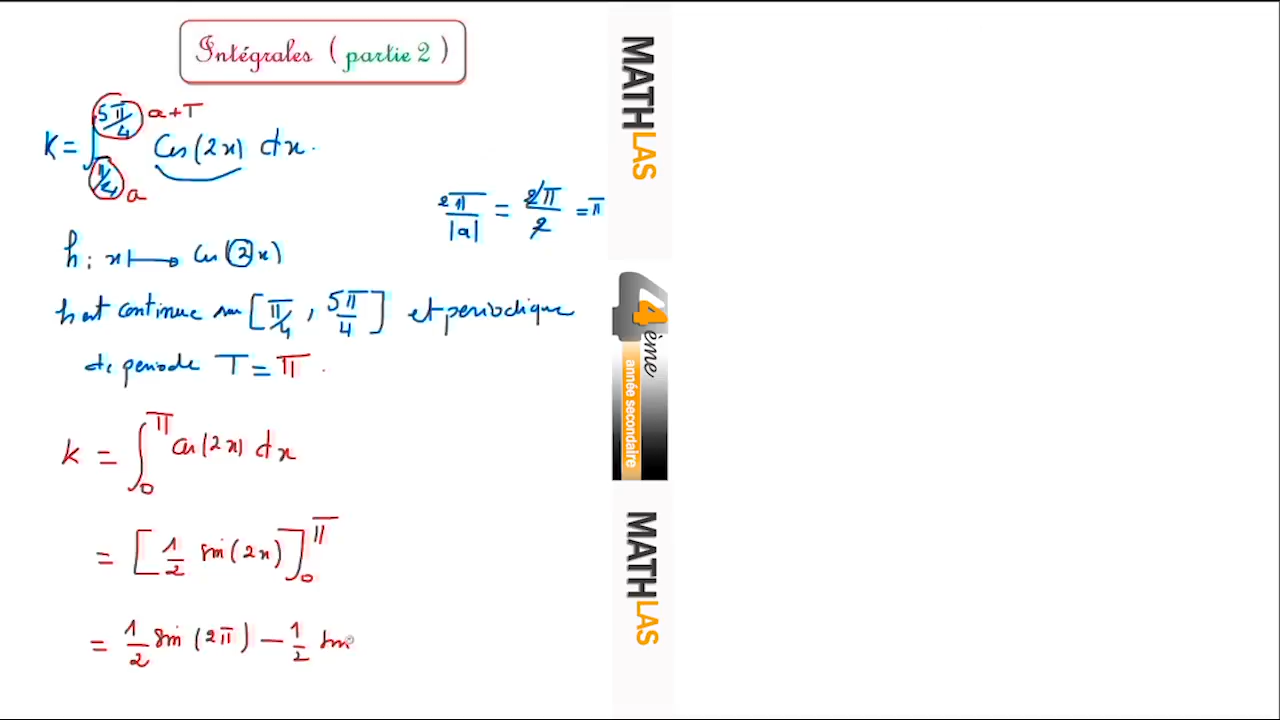 Intégrales ( partie 2 )
K = ∫_{π/4}^{5π/4} Cos(2x) dx.
a+T
a
2π/|a| = 2π/2 = π
h : x ⟼ Cos(2x)
h est continue sur [π/4 , 5π/4] et periodique
de periode T = π .
K = ∫_0^π Cos(2x) dx
= [1/2 sin(2x)]_0^π
= 1/2 sin(2π) − 1/2 sin
MATHLAS
4ème
année secondaire
MATHLAS